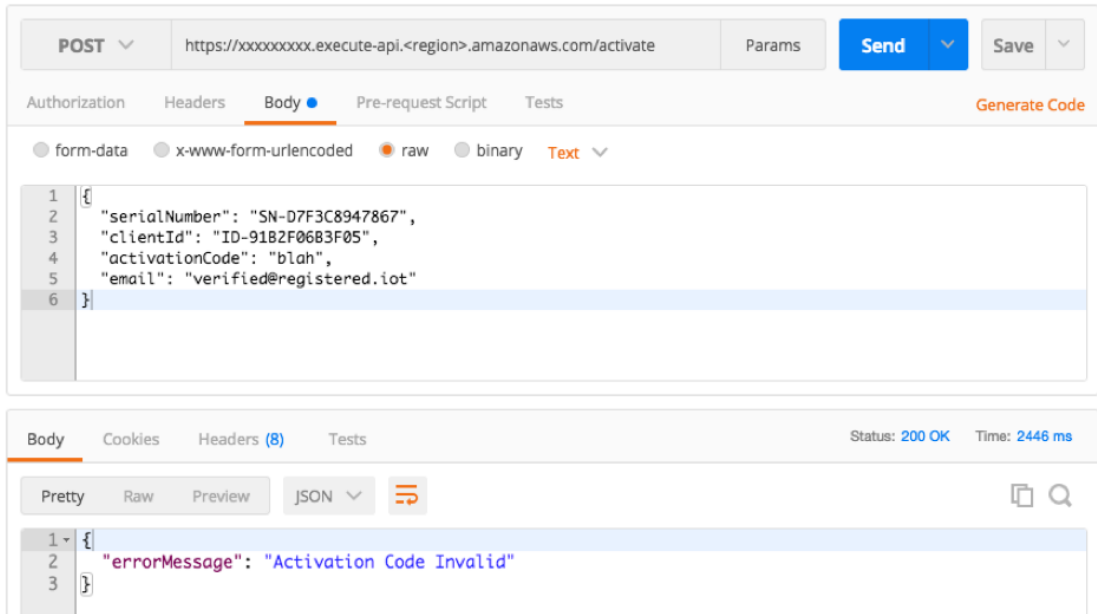 POST https://xxxxxxxxx.execute-api.<region>.amazonaws.com/activate Params Send Save
Authorization Headers Body Pre-request Script Tests Generate Code
form-data x-www-form-urlencoded raw binary Text
1 {
2 "serialNumber": "SN-D7F3C8947867",
3 "clientId": "ID-91B2F06B3F05",
4 "activationCode": "blah",
5 "email": "verified@registered.iot"
6 }
Body Cookies Headers (8) Tests Status: 200 OK Time: 2446 ms
Pretty Raw Preview JSON
1 {
2 "errorMessage": "Activation Code Invalid"
3 }